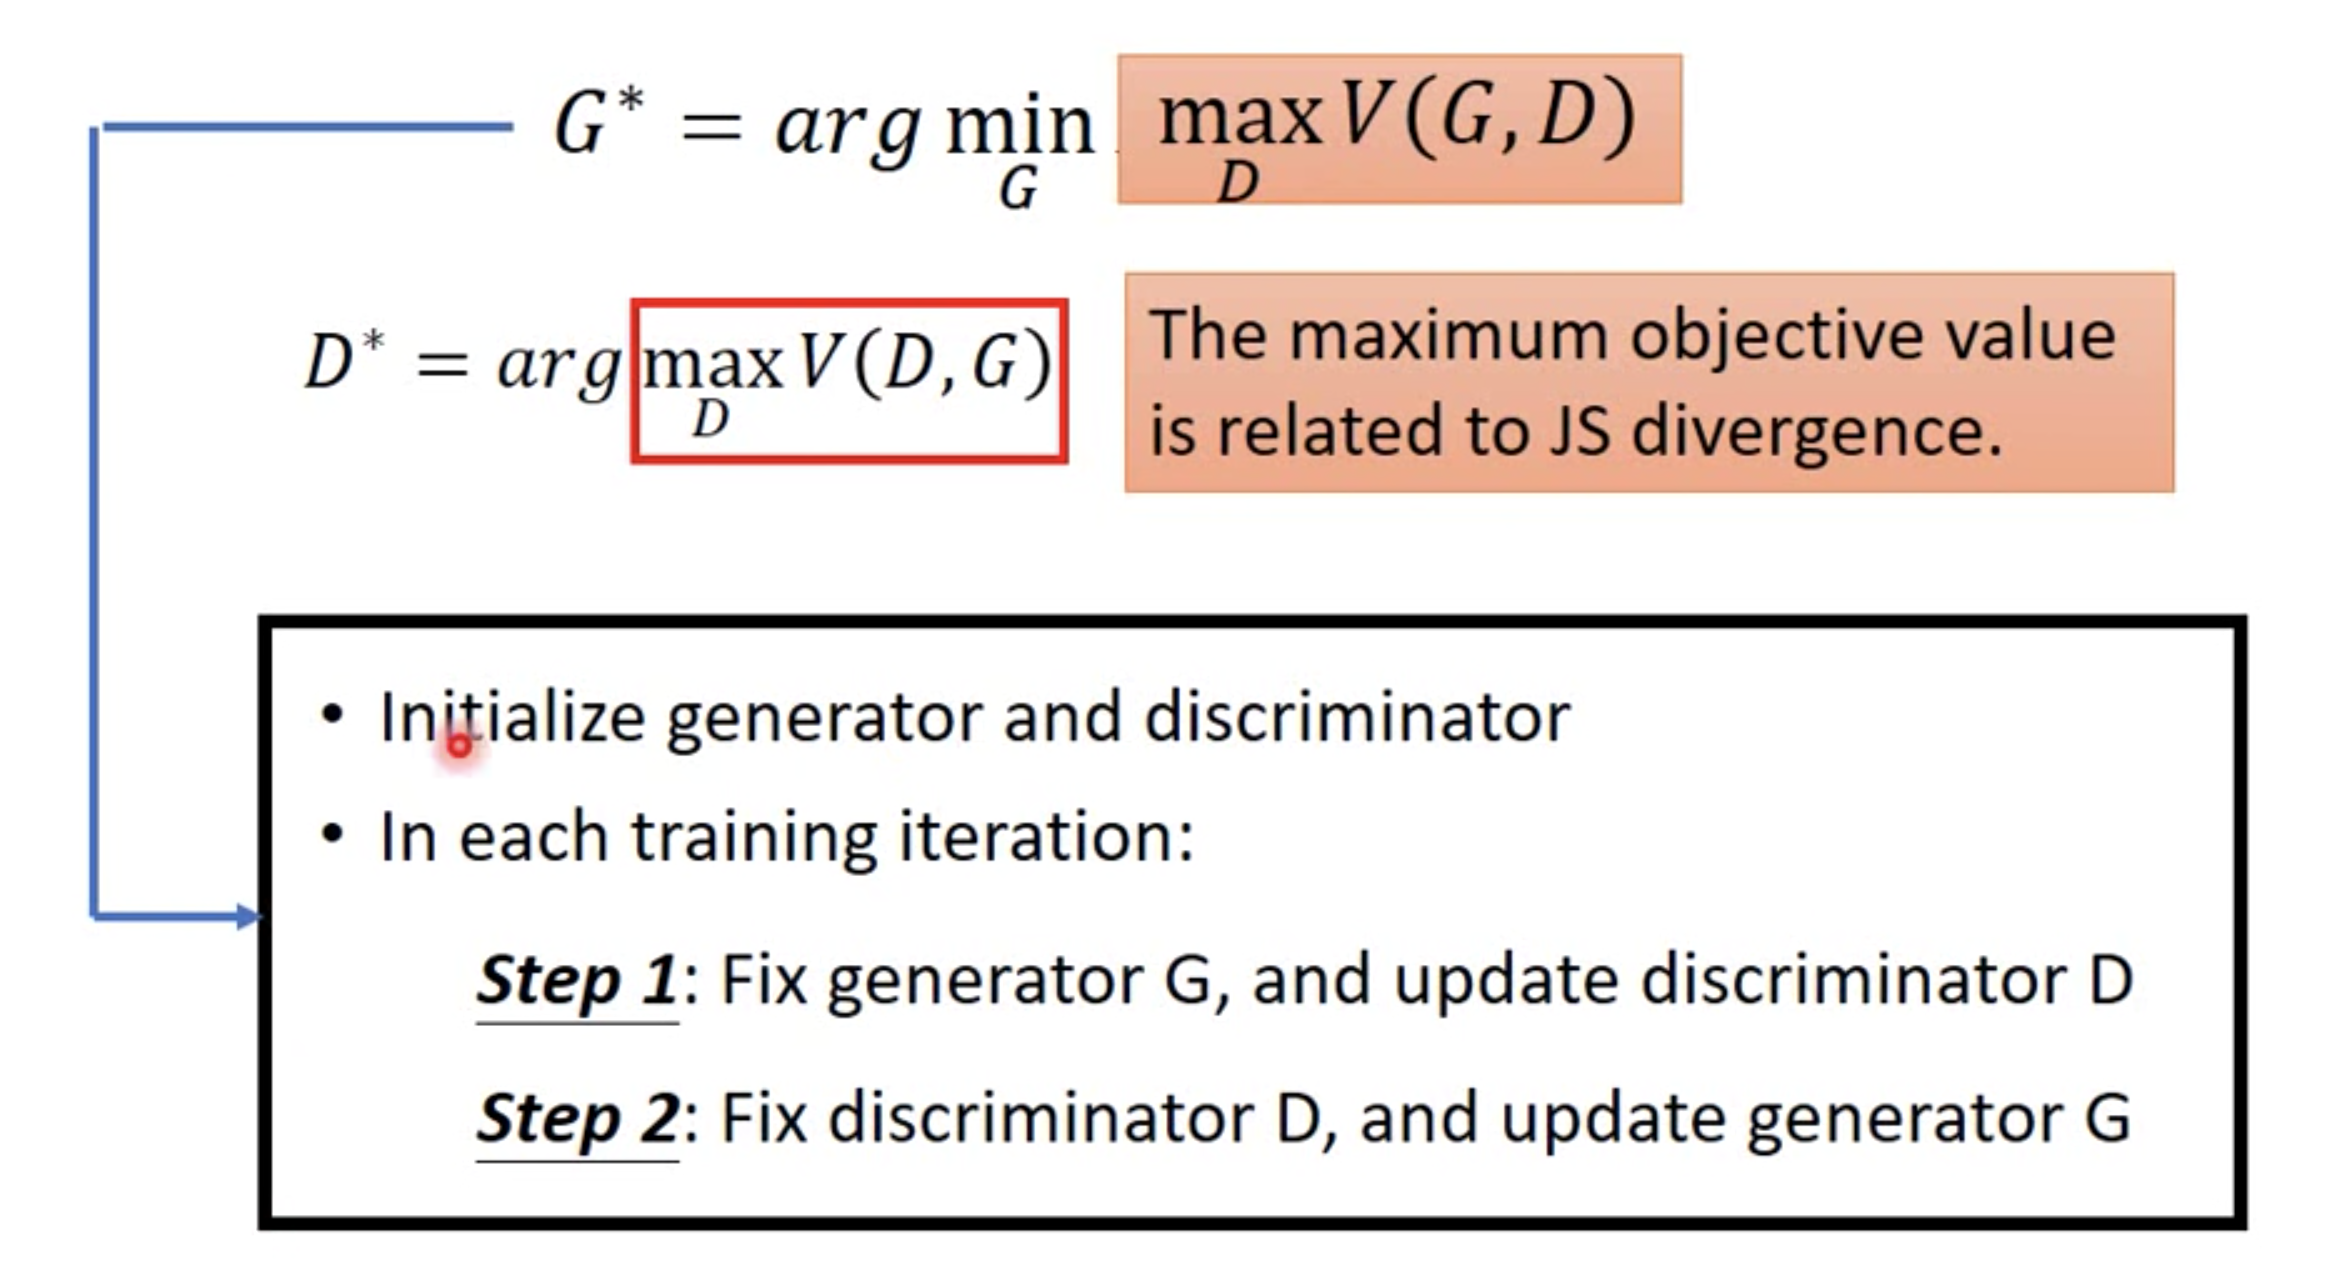 G* = arg min_G max_D V(G, D)
D* = arg max_D V(D, G)
The maximum objective value
is related to JS divergence.
• Initialize generator and discriminator
• In each training iteration:
Step 1: Fix generator G, and update discriminator D
Step 2: Fix discriminator D, and update generator G